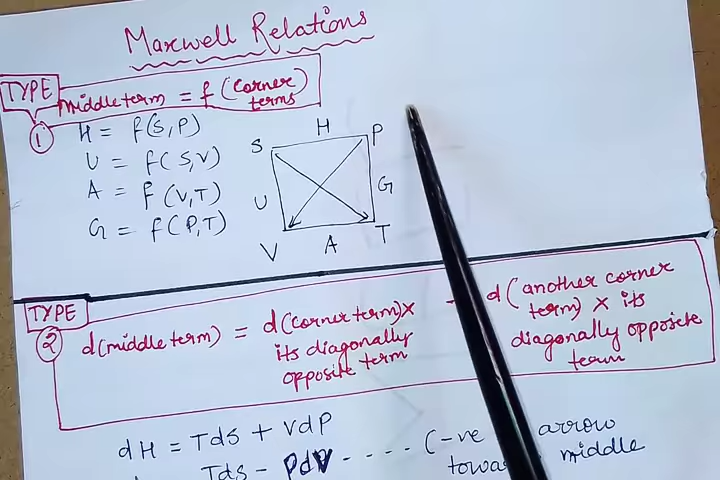 Maxwell Relations
TYPE
1
Middle term = f (corner
terms)
H = f(S,P)
U = f(S,V)
A = f(V,T)
G = f(P,T)
S H P
U G
V A T
TYPE
2
d(middle term) = d(corner term)×
its diagonally
opposite term
d (another corner
term) × its
diagonally opposite
term
dH = Tds + VdP
Tds - PdV - - - - (-ve arrow
middle